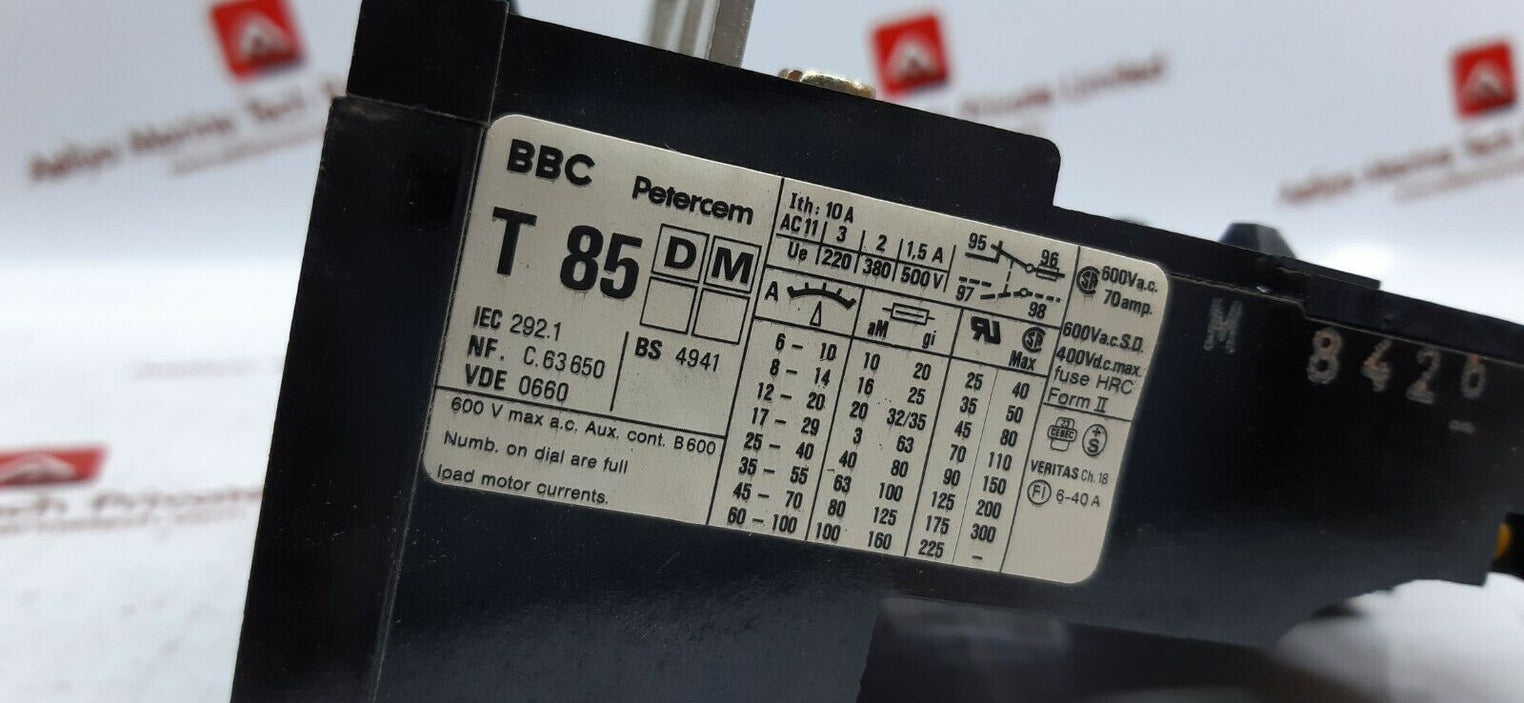 BBC
Petercem
T 85 D M
IEC 292.1
NF. C.63 650
VDE 0660
BS 4941
600 V max a.c. Aux. cont. B600
Numb. on dial are full
load motor currents.
Ith: 10 A
AC11 3 2 1,5 A
Ue 220 380 500 V
95 96
97 98
A aM gi Max
6 - 10 10 20 25 40
8 - 14 16 25 35 50
12 - 20 20 32/35 45 80
17 - 29 3 63 70 110
25 - 40 40 80 90 150
35 - 55 63 100 125 200
45 - 70 80 125 175 300
60 - 100 100 160 225 -
600Va.c.
70amp.
600Va.c.S.D.
400Vd.c.max.
fuse HRC
Form II
CEBEC
S
VERITAS Ch. 18
FI 6-40 A
K 842